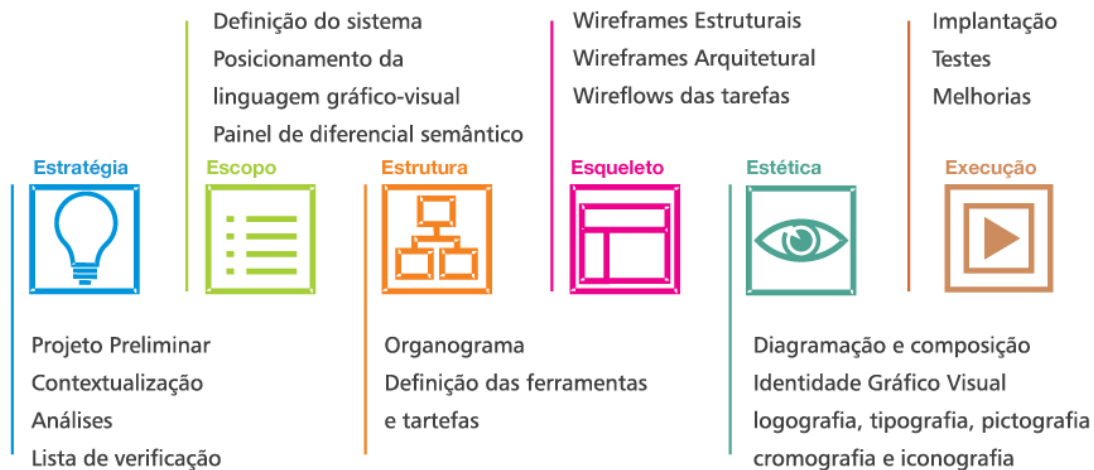 Definição do sistema
Posicionamento da
linguagem gráfico-visual
Painel de diferencial semântico
Wireframes Estruturais
Wireframes Arquitetural
Wireflows das tarefas
Implantação
Testes
Melhorias
Estratégia
Escopo
Estrutura
Esqueleto
Estética
Execução
Projeto Preliminar
Contextualização
Análises
Lista de verificação
Organograma
Definição das ferramentas
e tartefas
Diagramação e composição
Identidade Gráfico Visual
logografia, tipografia, pictografia
cromografia e iconografia